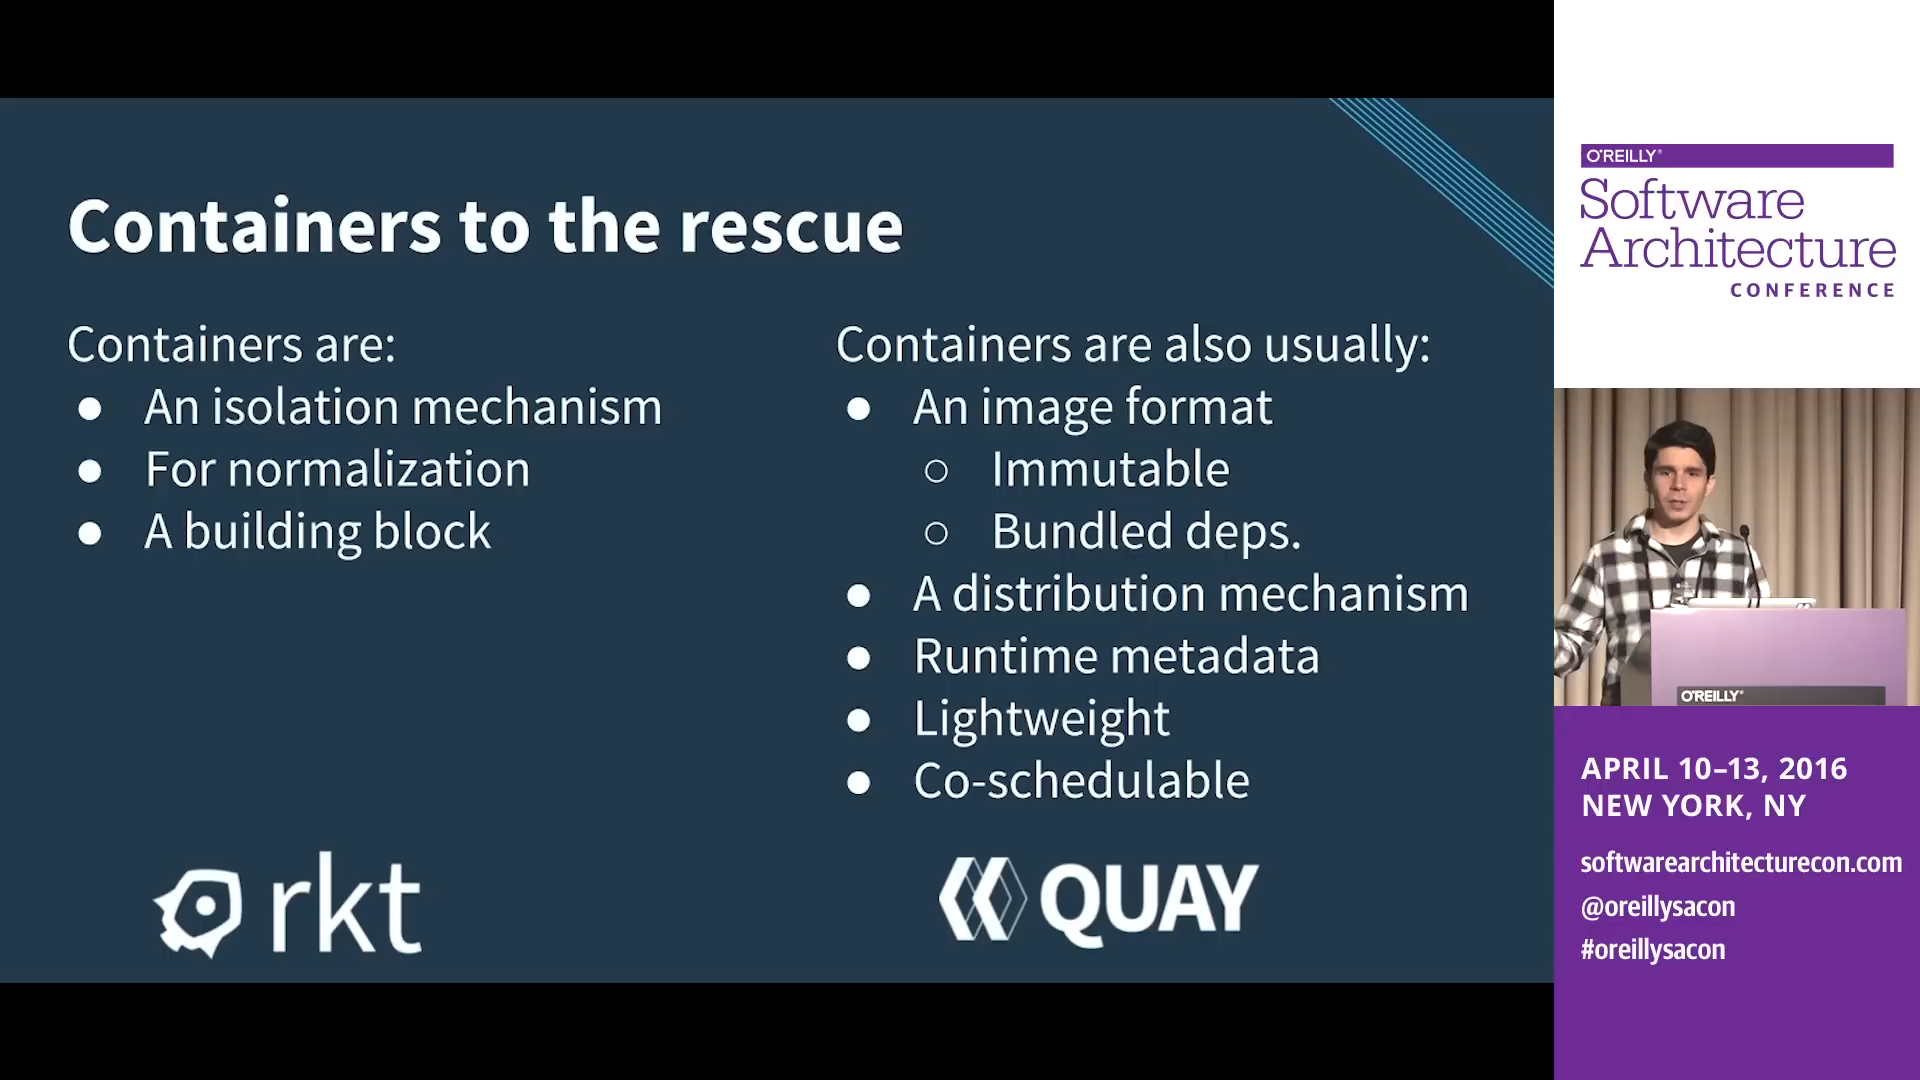 Containers to the rescue
Containers are:
● An isolation mechanism
● For normalization
● A building block
Containers are also usually:
● An image format
○ Immutable
○ Bundled deps.
● A distribution mechanism
● Runtime metadata
● Lightweight
● Co-schedulable
rkt
QUAY
O'REILLY®
Software
Architecture
CONFERENCE
O'REILLY®
APRIL 10–13, 2016
NEW YORK, NY
softwarearchitecturecon.com
@oreillysacon
#oreillysacon